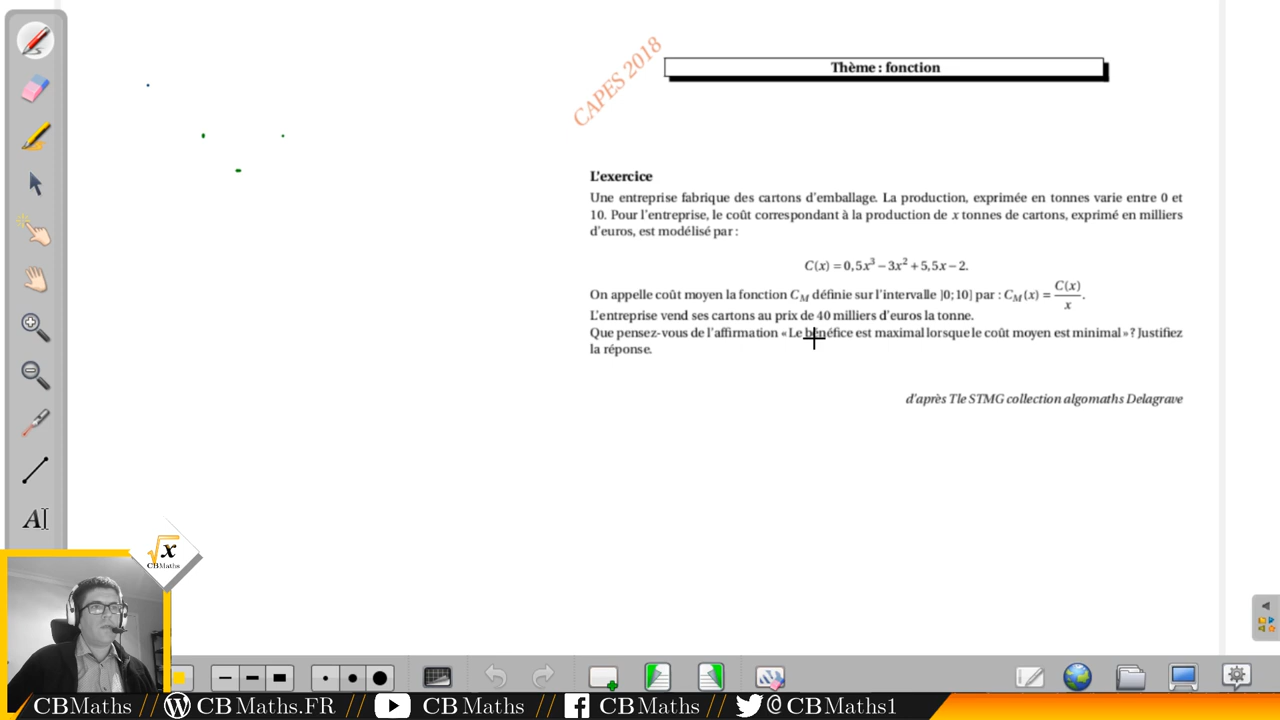 CAPES 2018
Thème : fonction
L'exercice
Une entreprise fabrique des cartons d'emballage. La production, exprimée en tonnes varie entre 0 et
10. Pour l'entreprise, le coût correspondant à la production de x tonnes de cartons, exprimé en milliers
d'euros, est modélisé par :
C(x) = 0,5x³ − 3x² + 5,5x − 2.
On appelle coût moyen la fonction C_M définie sur l'intervalle ]0; 10] par : C_M(x) = C(x)/x.
L'entreprise vend ses cartons au prix de 40 milliers d'euros la tonne.
Que pensez-vous de l'affirmation « Le bénéfice est maximal lorsque le coût moyen est minimal » ? Justifiez
la réponse.
d'après Tle STMG collection algomaths Delagrave
AI
√x
CBMaths
CBMaths // CBMaths.FR // CBMaths // CBMaths // @CBMaths1